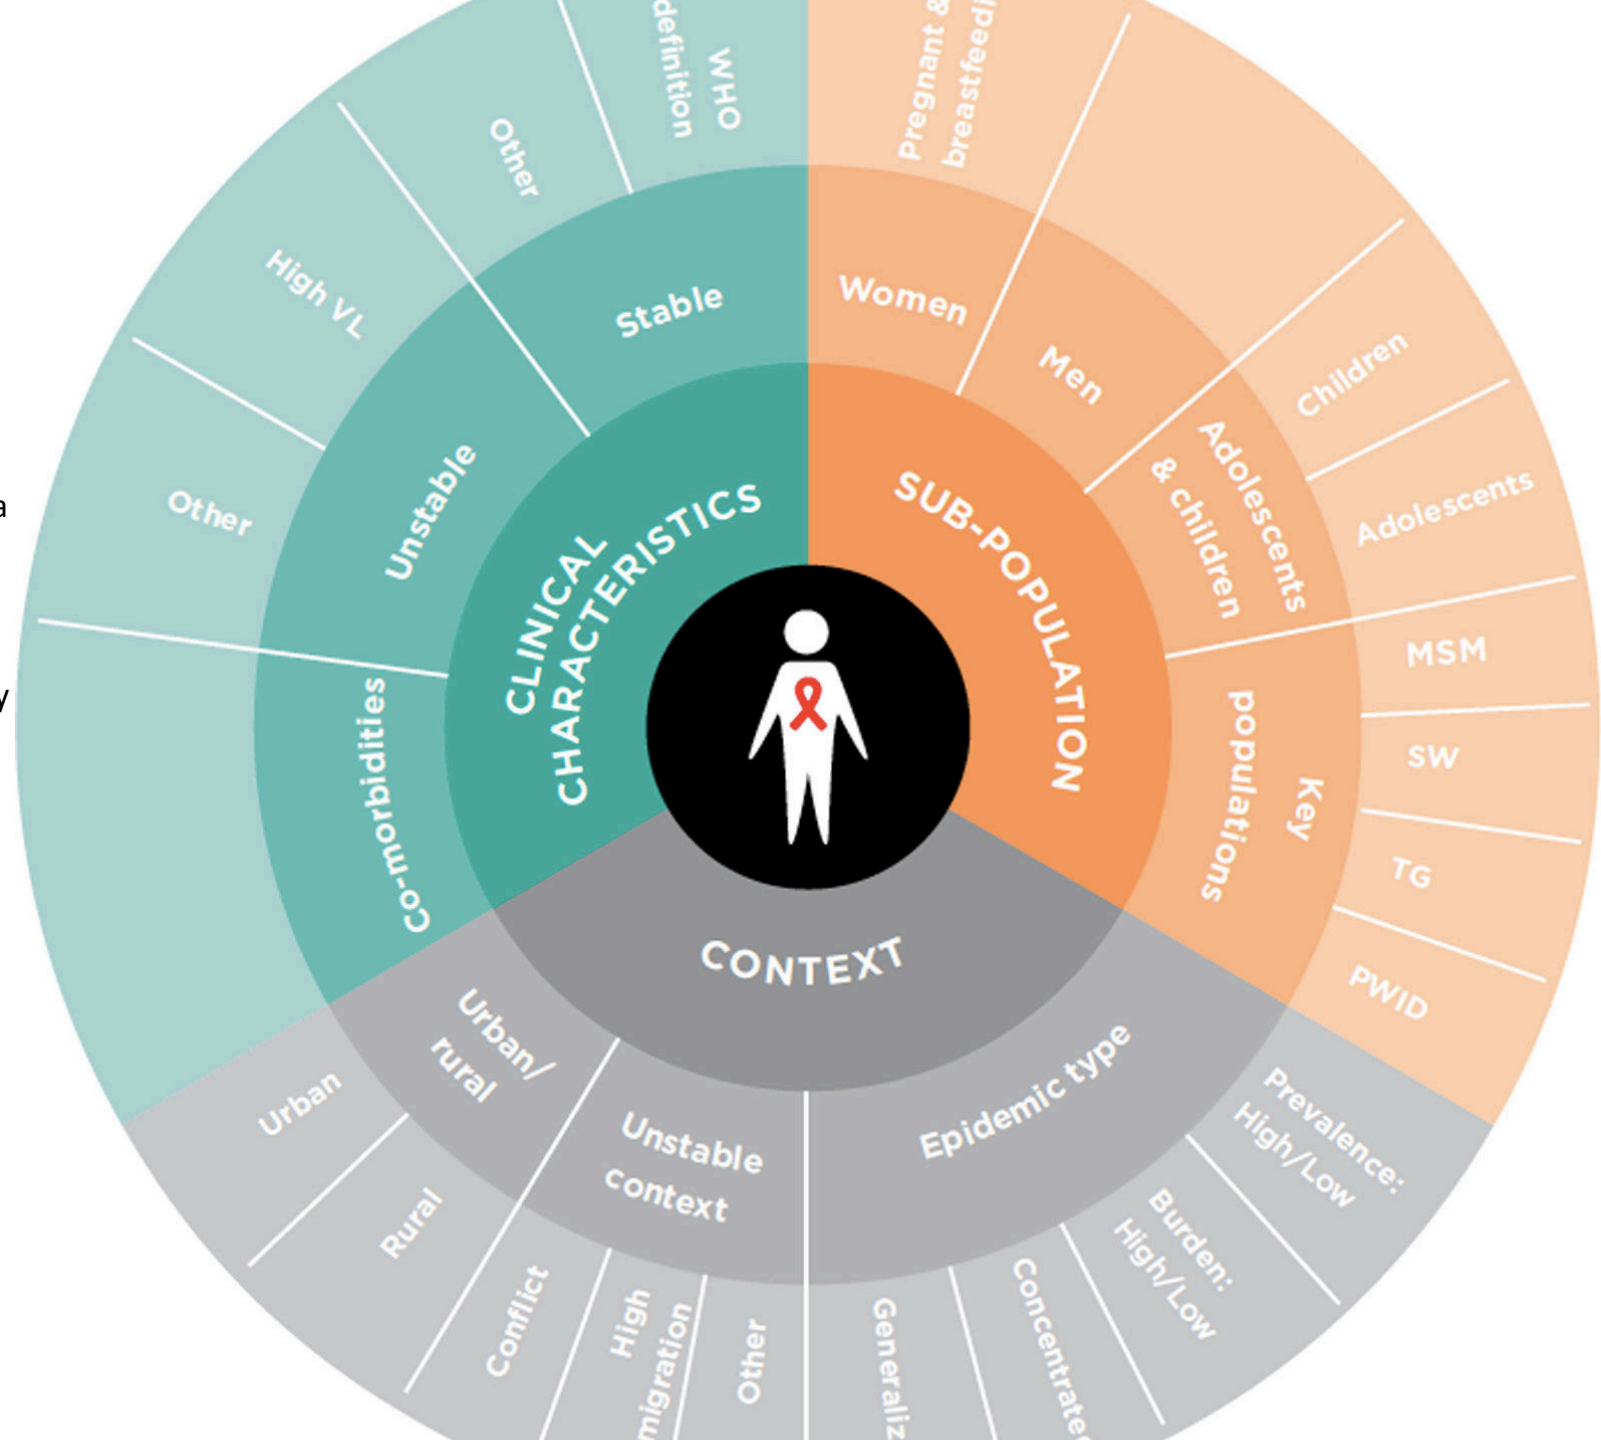 WHO
definition
Other
High VL
Other
Stable
Unstable
Co-morbidities
CLINICAL
CHARACTERISTICS
Pregnant &
Women
Men
Adolescents
& children
Key
populations
SUB-POPULATION
Children
Adolescents
MSM
SW
TG
PWID
CONTEXT
Urban/
rural
Unstable
context
Epidemic type
Urban
Rural
Conflict
High
migration
Other
Prevalence:
High/Low
Burden:
High/Low
a
y